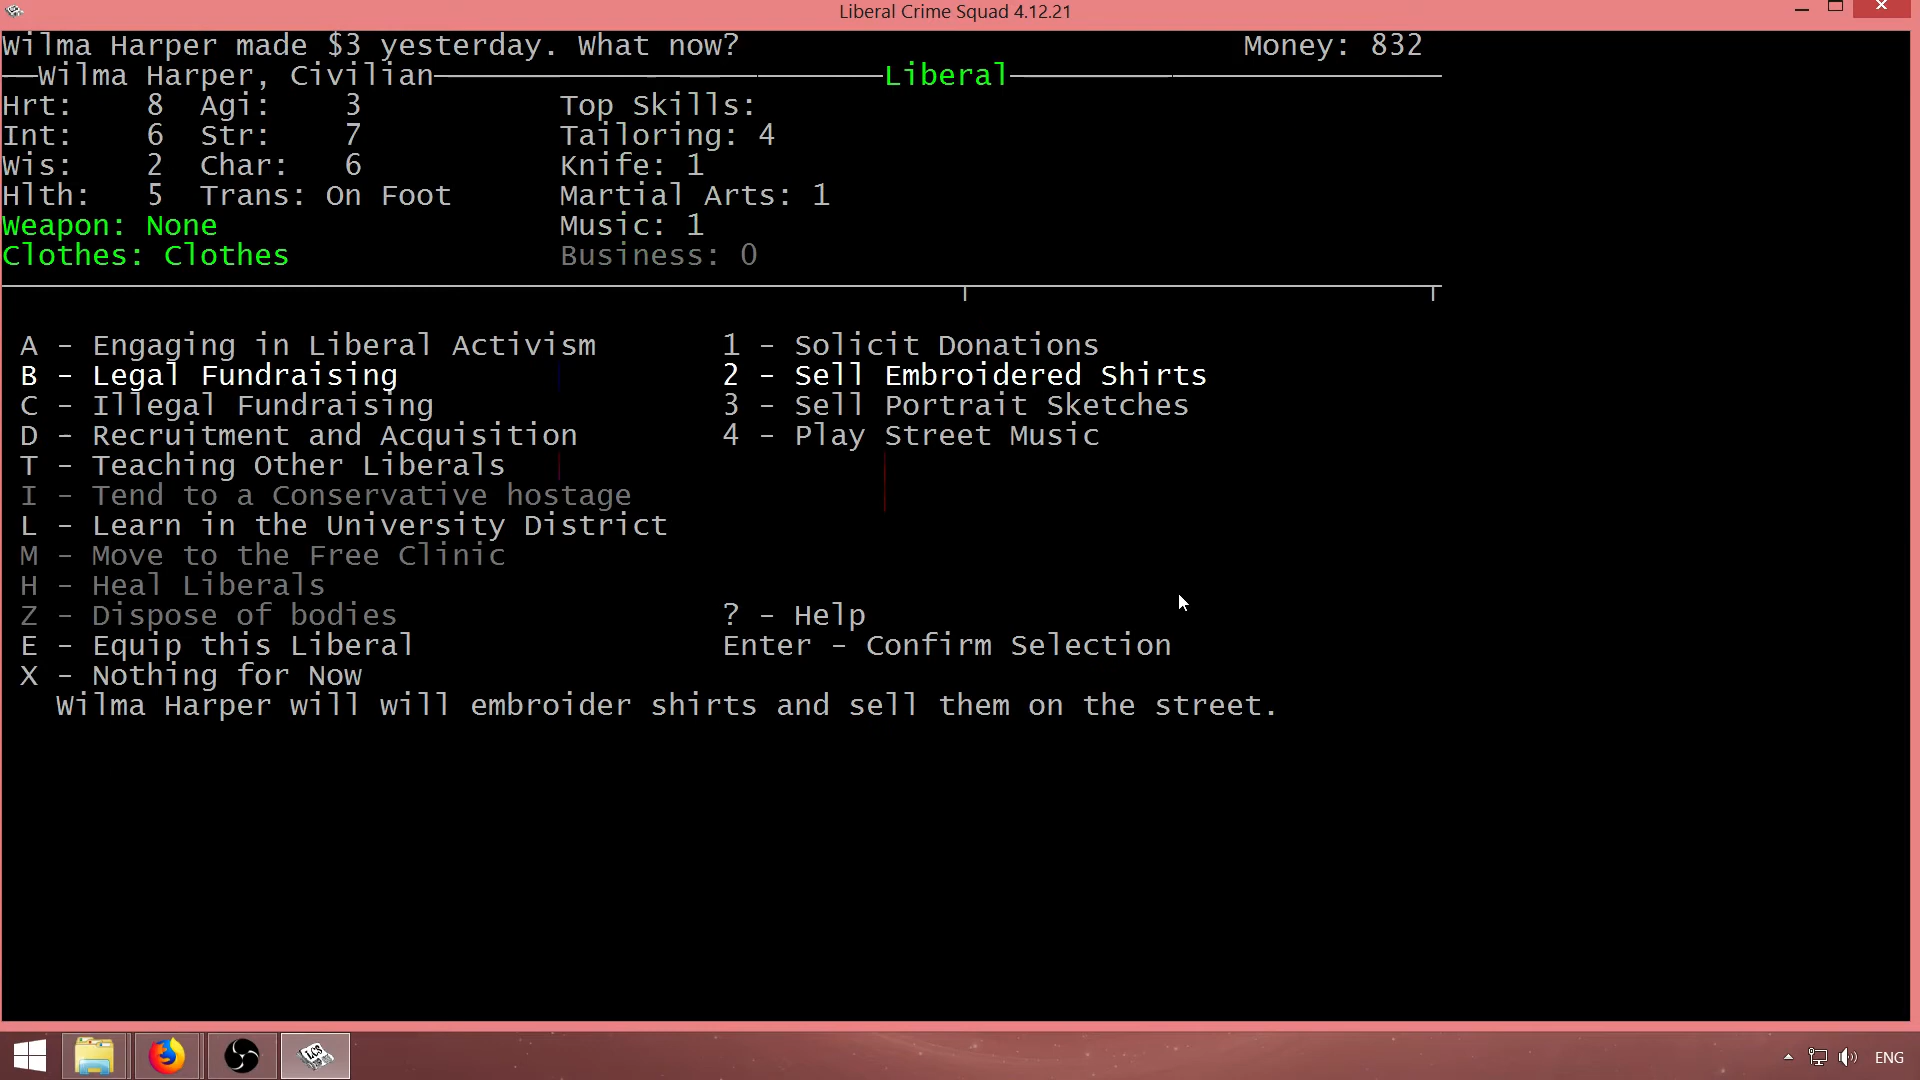 Liberal Crime Squad 4.12.21
Wilma Harper made $3 yesterday. What now? Money: 832
Wilma Harper, Civilian Liberal
Hrt: 8 Agi: 3 Top Skills:
Int: 6 Str: 7 Tailoring: 4
Wis: 2 Char: 6 Knife: 1
Hlth: 5 Trans: On Foot Martial Arts: 1
Weapon: None Music: 1
Clothes: Clothes Business: 0
A - Engaging in Liberal Activism 1 - Solicit Donations
B - Legal Fundraising 2 - Sell Embroidered Shirts
C - Illegal Fundraising 3 - Sell Portrait Sketches
D - Recruitment and Acquisition 4 - Play Street Music
T - Teaching Other Liberals
I - Tend to a Conservative hostage
L - Learn in the University District
M - Move to the Free Clinic
H - Heal Liberals
Z - Dispose of bodies ? - Help
E - Equip this Liberal Enter - Confirm Selection
X - Nothing for Now
Wilma Harper will will embroider shirts and sell them on the street.
LCS
ENG